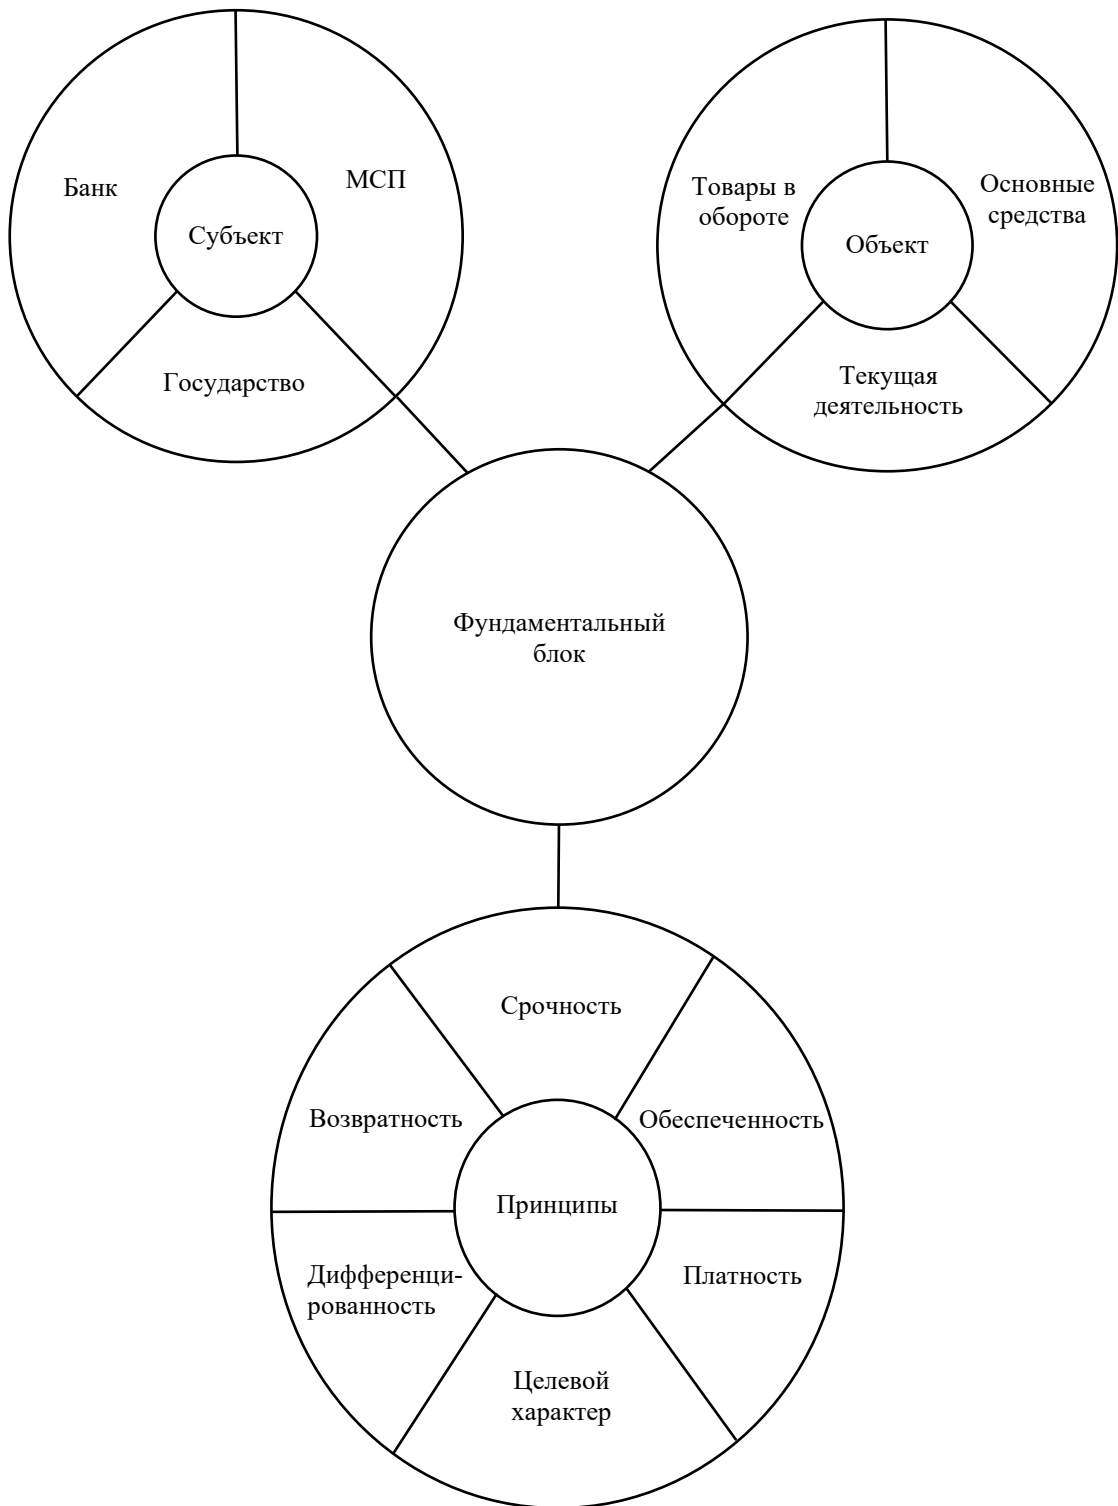 Банк
МСП
Субъект
Государство
Товары в
обороте
Основные
средства
Объект
Текущая
деятельность
Фундаментальный
блок
Срочность
Возвратность
Обеспеченность
Принципы
Дифференци-
рованность
Платность
Целевой
характер